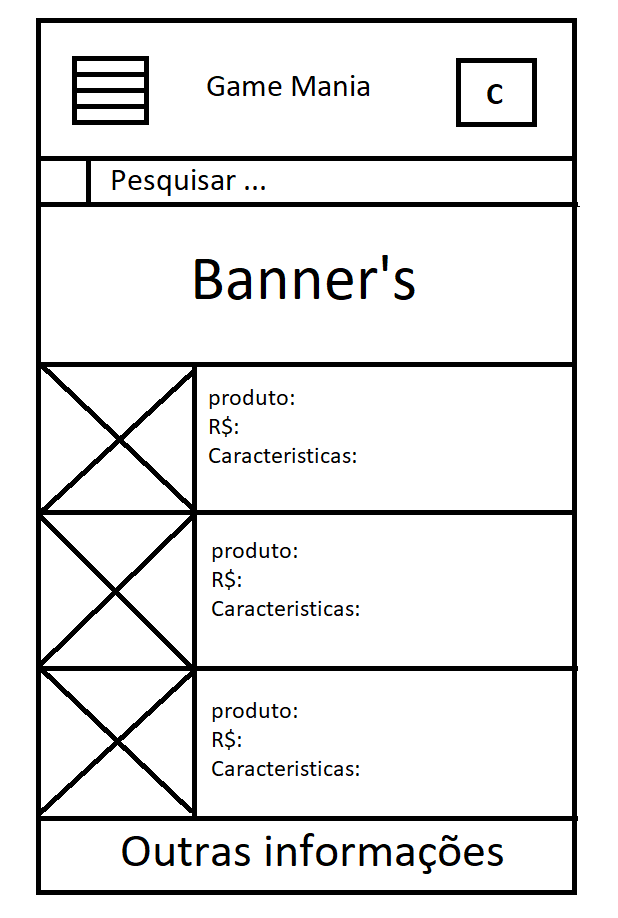 Game Mania
C
Pesquisar ...
Banner's
produto:
R$:
Caracteristicas:
produto:
R$:
Caracteristicas:
produto:
R$:
Caracteristicas:
Outras informações